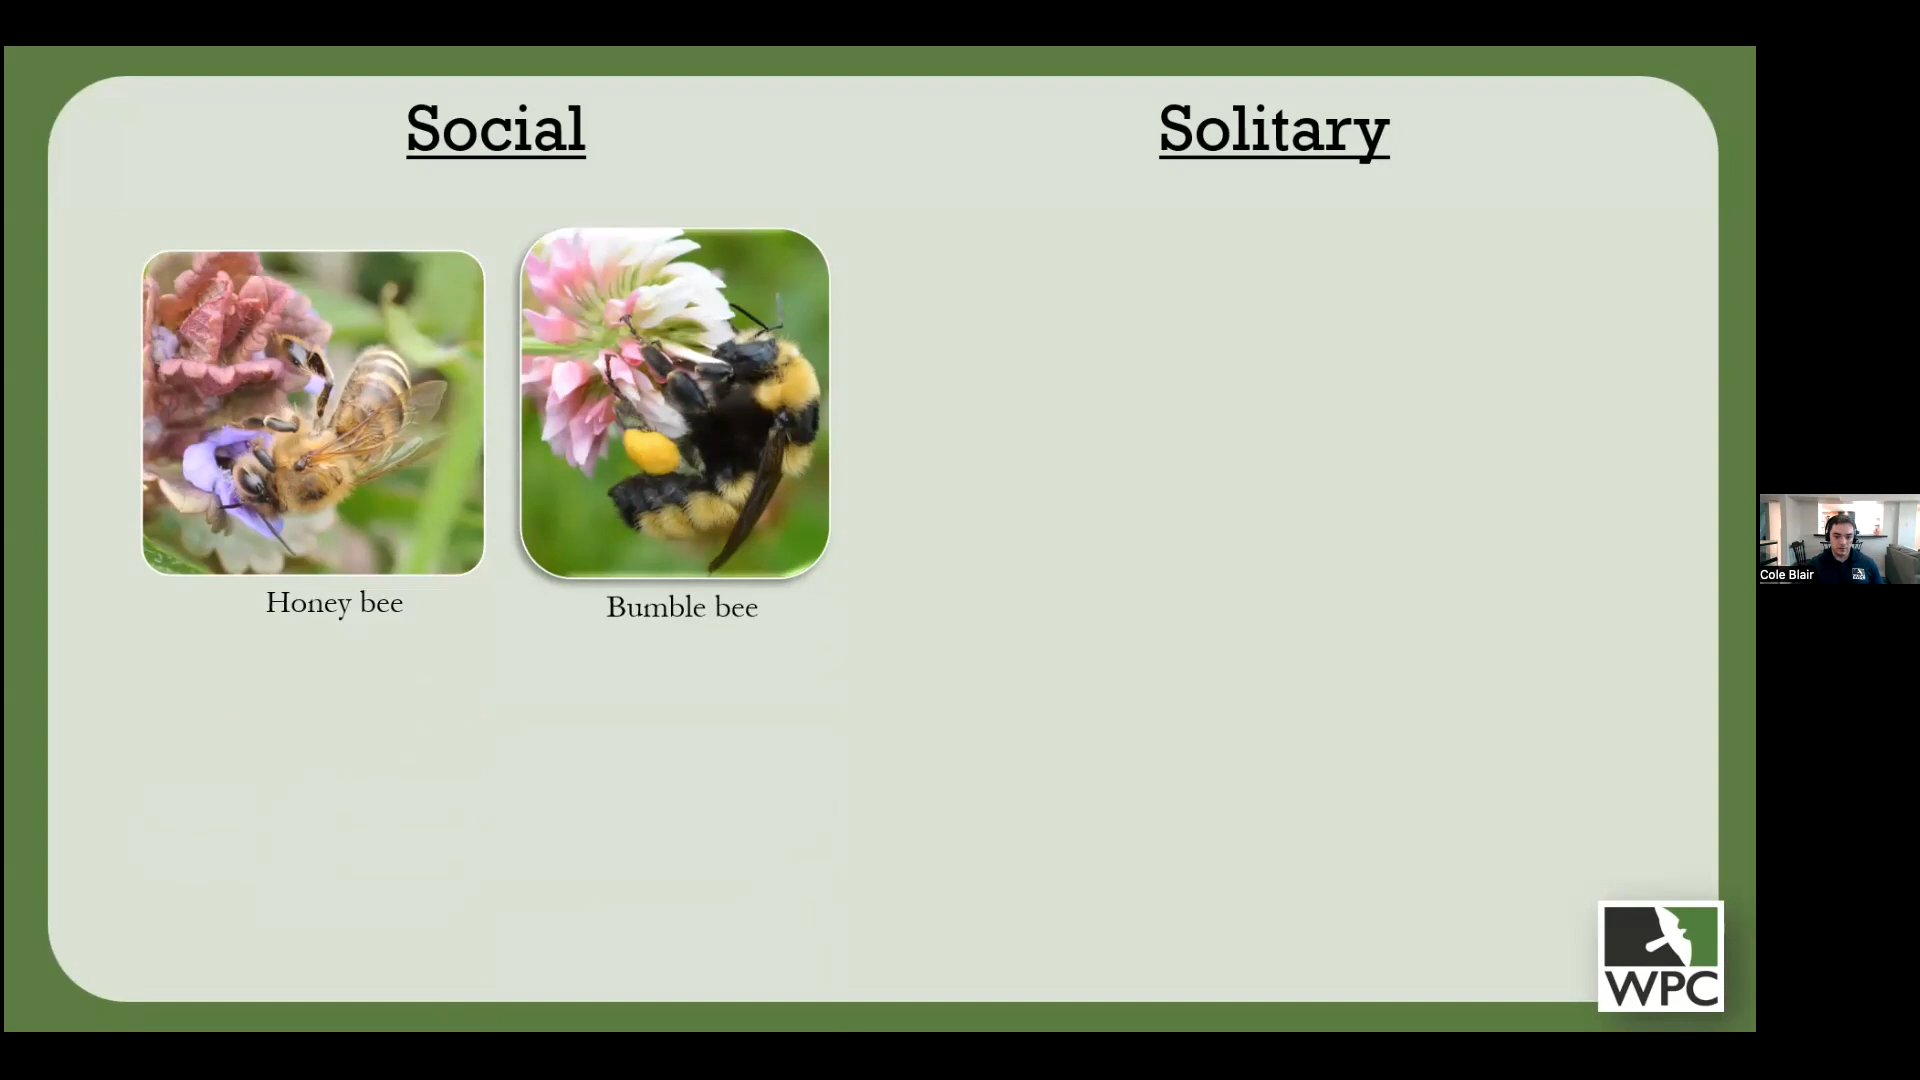 Social
Solitary
Honey bee
Bumble bee
Cole Blair
WPC